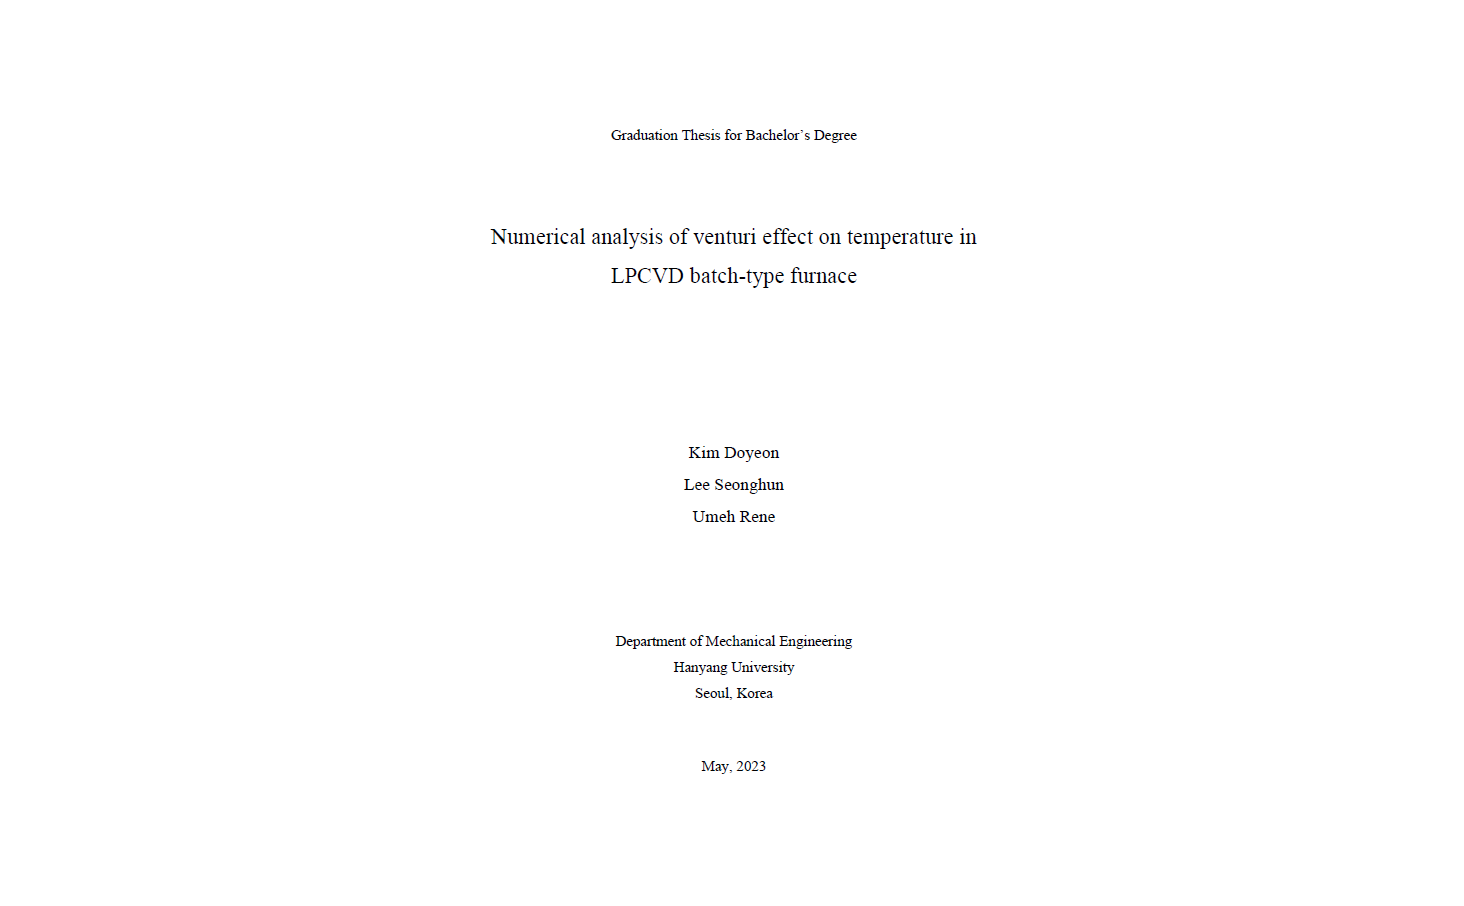 Graduation Thesis for Bachelor’s Degree
Numerical analysis of venturi effect on temperature in
LPCVD batch-type furnace
Kim Doyeon
Lee Seonghun
Umeh Rene
Department of Mechanical Engineering
Hanyang University
Seoul, Korea
May, 2023